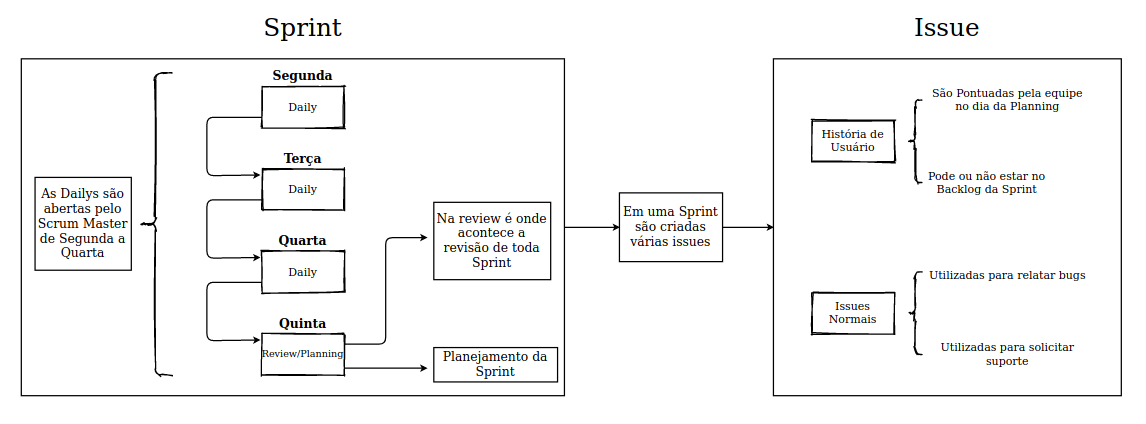 Sprint
As Dailys são
abertas pelo
Scrum Master
de Segunda a
Quarta
Segunda
Daily
Terça
Daily
Quarta
Daily
Quinta
Review/Planning
Na review é onde
acontece a
revisão de toda
Sprint
Planejamento da
Sprint
Em uma Sprint
são criadas
várias issues
Issue
História de
Usuário
São Pontuadas pela equipe
no dia da Planning
Pode ou não estar no
Backlog da Sprint
Issues
Normais
Utilizadas para relatar bugs
Utilizadas para solicitar
suporte